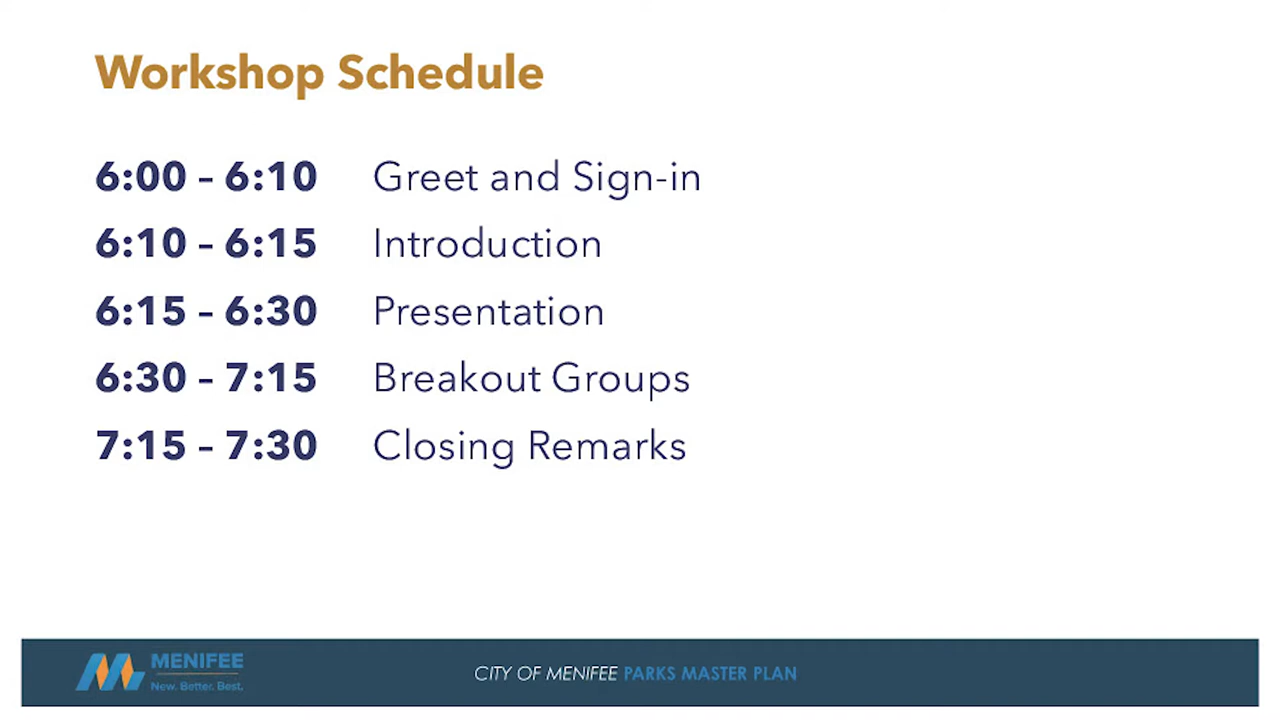 Workshop Schedule
6:00 – 6:10 Greet and Sign-in
6:10 – 6:15 Introduction
6:15 – 6:30 Presentation
6:30 – 7:15 Breakout Groups
7:15 – 7:30 Closing Remarks
MENIFEE
New. Better. Best.
CITY OF MENIFEE PARKS MASTER PLAN